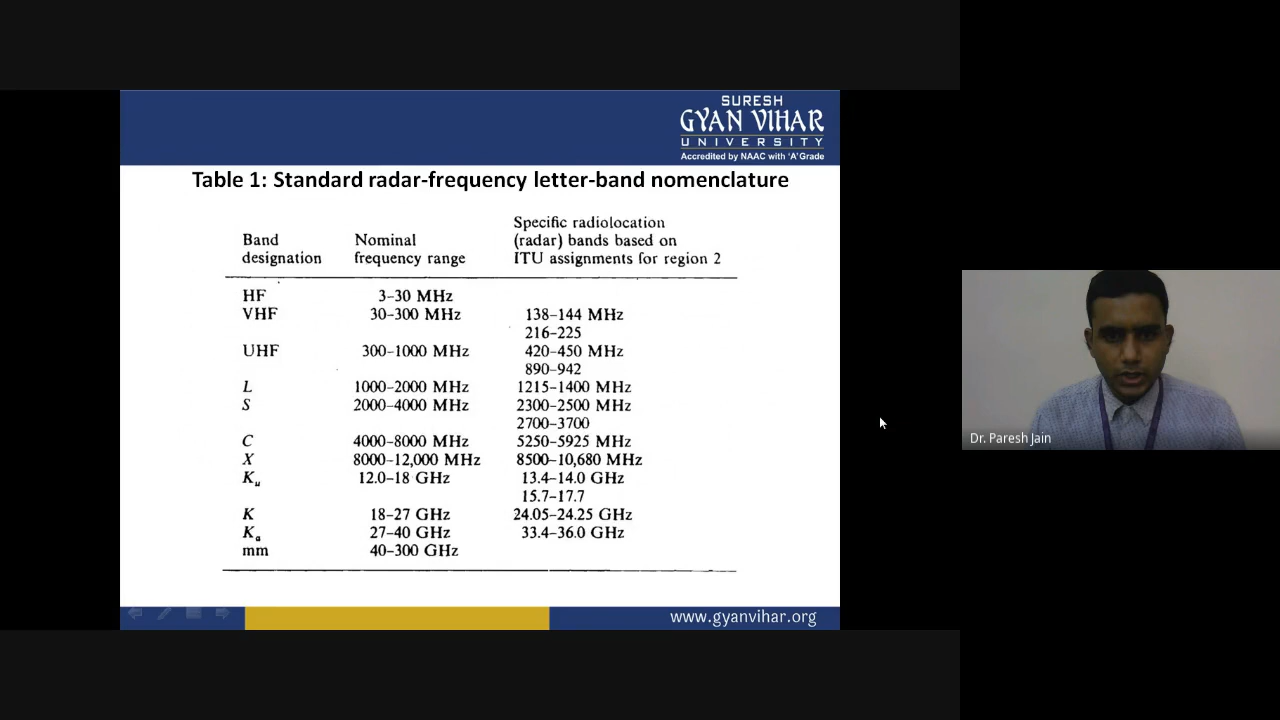 SURESH
GYAN VIHAR
UNIVERSITY
Accredited by NAAC with 'A' Grade
Table 1: Standard radar-frequency letter-band nomenclature
Specific radiolocation
Band Nominal (radar) bands based on
designation frequency range ITU assignments for region 2
HF 3–30 MHz
VHF 30–300 MHz 138–144 MHz
216–225
UHF 300–1000 MHz 420–450 MHz
890–942
L 1000–2000 MHz 1215–1400 MHz
S 2000–4000 MHz 2300–2500 MHz
2700–3700
C 4000–8000 MHz 5250–5925 MHz
X 8000–12,000 MHz 8500–10,680 MHz
Ku 12.0–18 GHz 13.4–14.0 GHz
15.7–17.7
K 18–27 GHz 24.05–24.25 GHz
Ka 27–40 GHz 33.4–36.0 GHz
mm 40–300 GHz
www.gyanvihar.org
Dr. Paresh Jain